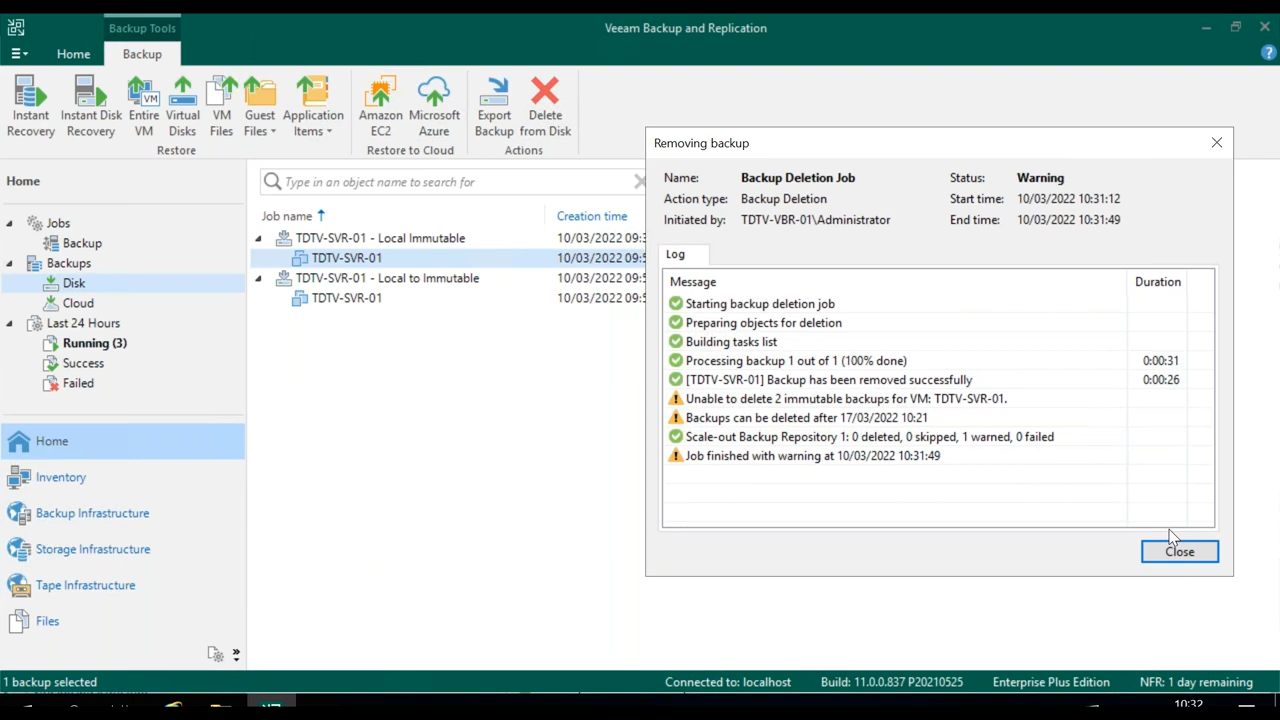 Backup Tools
Veeam Backup and Replication
Home
Backup
Instant Recovery
Instant Disk Recovery
Entire VM
Virtual Disks
VM Files
Guest Files
Application Items
Amazon EC2
Microsoft Azure
Export Backup
Delete from Disk
Restore
Restore to Cloud
Actions
Home
Jobs
Backup
Backups
Disk
Cloud
Last 24 Hours
Running (3)
Success
Failed
Home
Inventory
Backup Infrastructure
Storage Infrastructure
Tape Infrastructure
Files
Type in an object name to search for
Job name
Creation time
TDTV-SVR-01 - Local Immutable
10/03/2022
TDTV-SVR-01
10/03/2022
TDTV-SVR-01 - Local to Immutable
10/03/2022
TDTV-SVR-01
10/03/2022
Removing backup
Name: Backup Deletion Job
Status: Warning
Action type: Backup Deletion
Start time: 10/03/2022 10:31:12
Initiated by: TDTV-VBR-01\Administrator
End time: 10/03/2022 10:31:49
Log
Message
Duration
Starting backup deletion job
Preparing objects for deletion
Building tasks list
Processing backup 1 out of 1 (100% done) 0:00:31
[TDTV-SVR-01] Backup has been removed successfully 0:00:26
Unable to delete 2 immutable backups for VM: TDTV-SVR-01.
Backups can be deleted after 17/03/2022 10:21
Scale-out Backup Repository 1: 0 deleted, 0 skipped, 1 warned, 0 failed
Job finished with warning at 10/03/2022 10:31:49
Close
1 backup selected
Connected to: localhost
Build: 11.0.0.837 P20210525
Enterprise Plus Edition
NFR: 1 day remaining
10:32